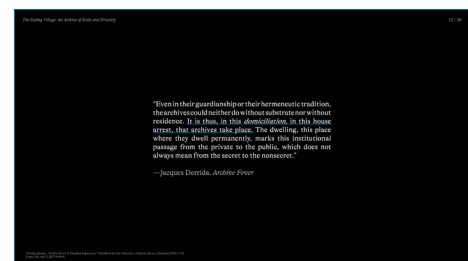 The Fading Village: An Archive of Exile and Errantry
"Even in their guardianship or their hermeneutic tradition,
the archives could neither do without substrate nor without
residence. It is thus, in this domiciliation, in this house
arrest, that archives take place. The dwelling, this place
where they dwell permanently, marks this institutional
passage from the private to the public, which does not
always mean from the secret to the nonsecret."
—Jacques Derrida, Archive Fever